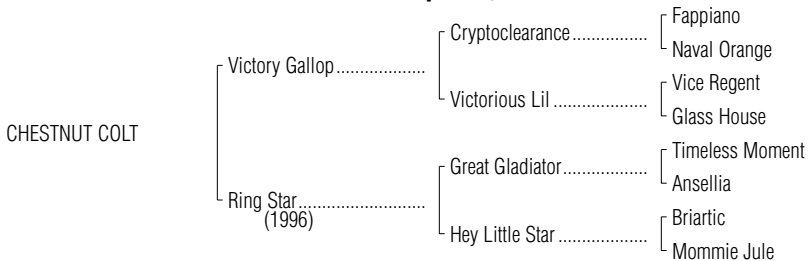 Fappiano
Cryptoclearance................
Naval Orange
Victory Gallop...................
Vice Regent
Victorious Lil ....................
Glass House
CHESTNUT COLT
Timeless Moment
Great Gladiator..................
Ansellia
Ring Star...........................
(1996)
Briartic
Hey Little Star ...................
Mommie Jule